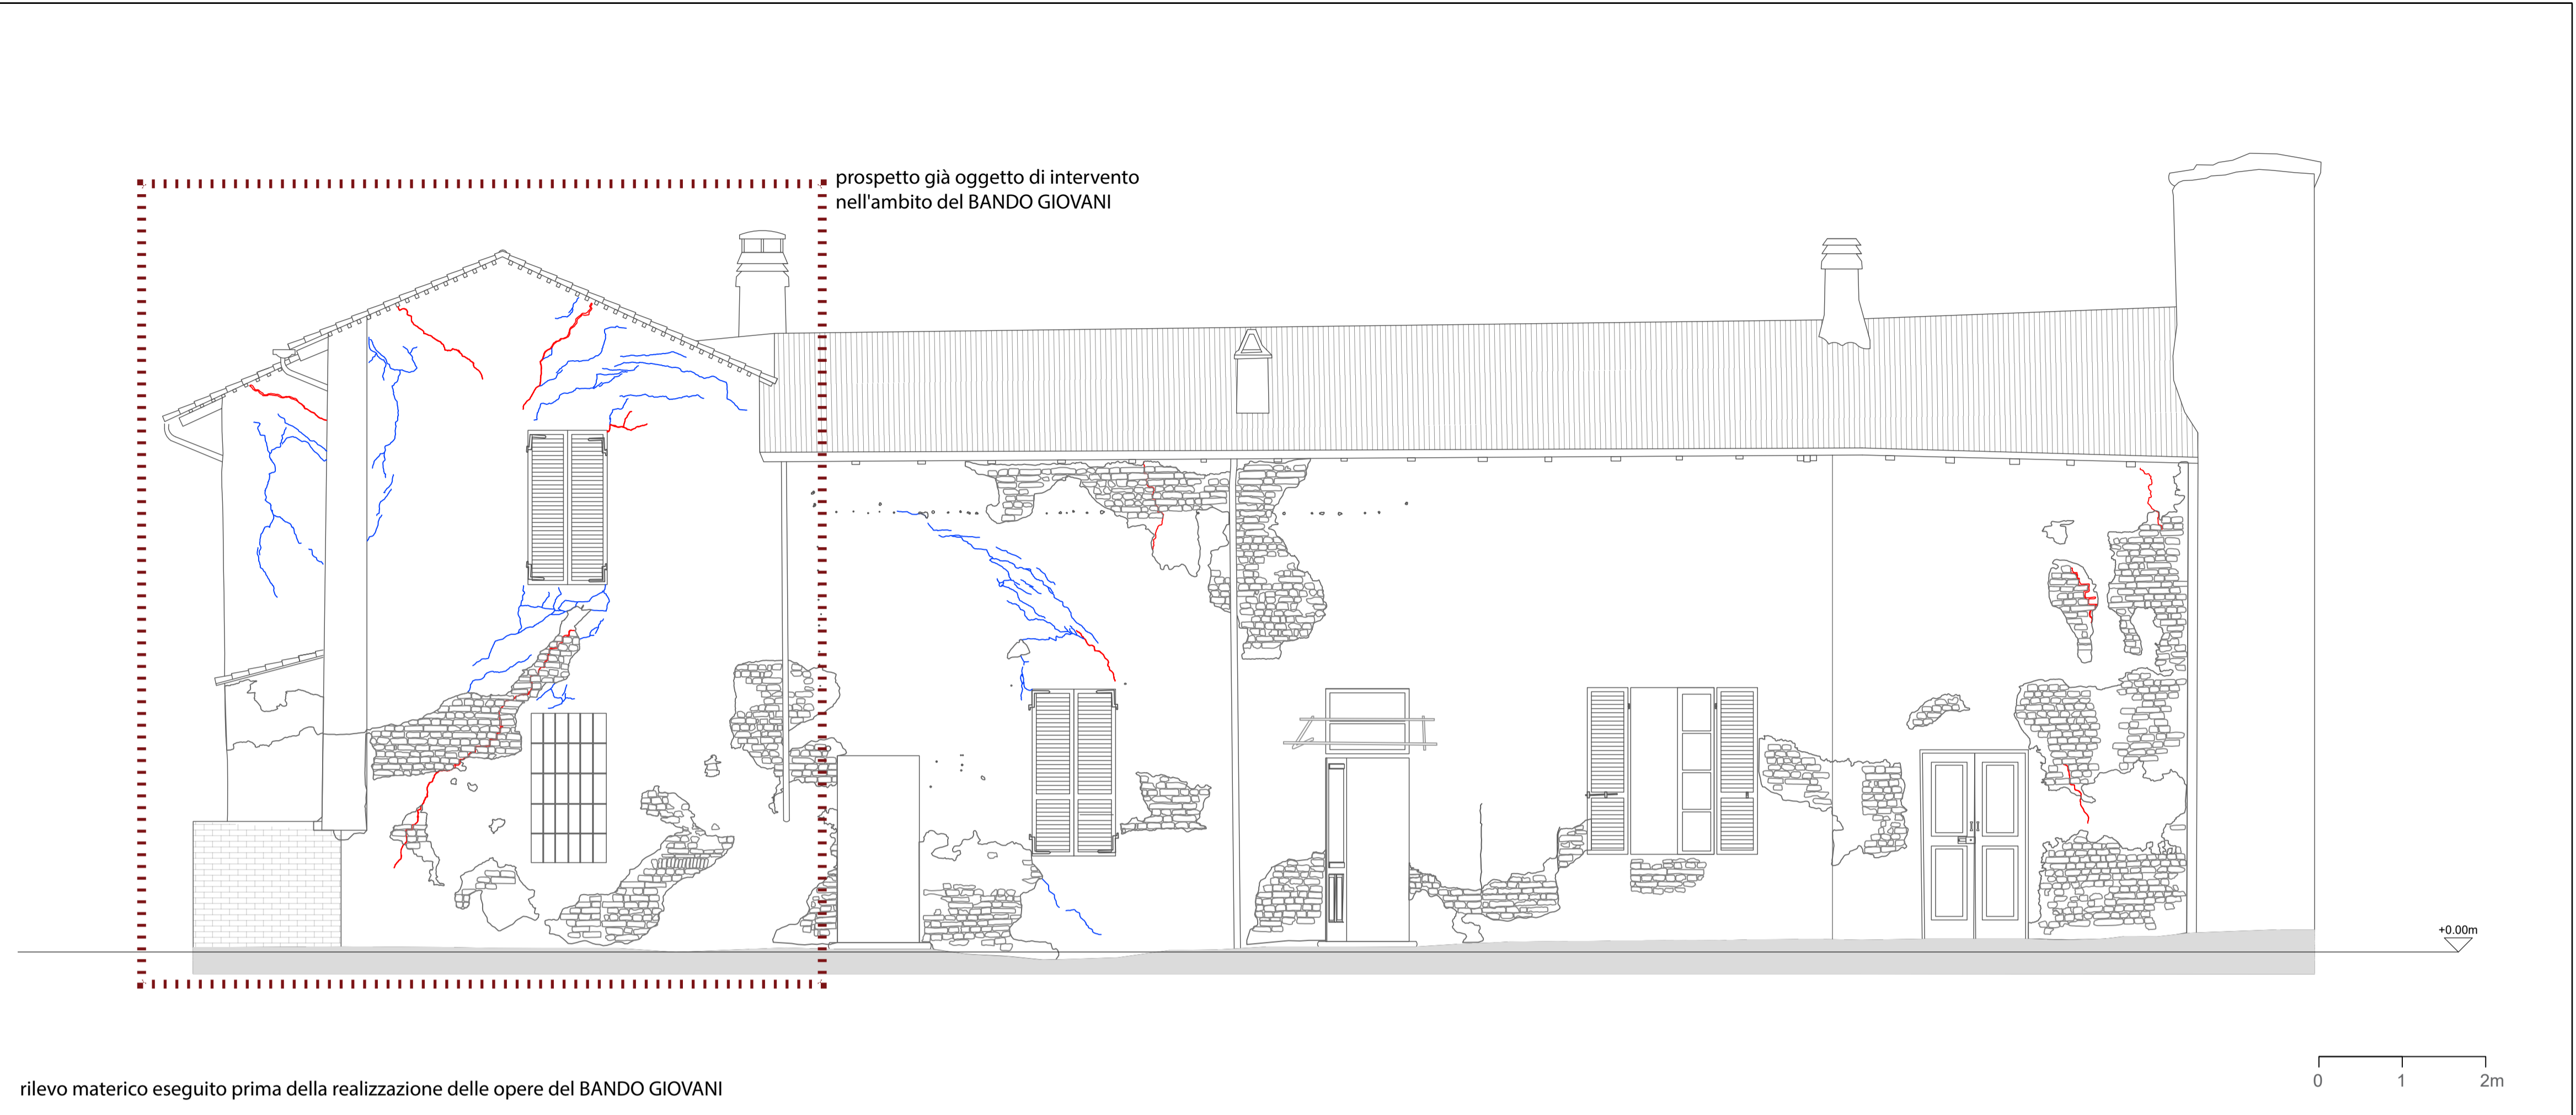 prospetto già oggetto di intervento
nell'ambito del BANDO GIOVANI
+0.00m
0 1 2m
rilevo materico eseguito prima della realizzazione delle opere del BANDO GIOVANI